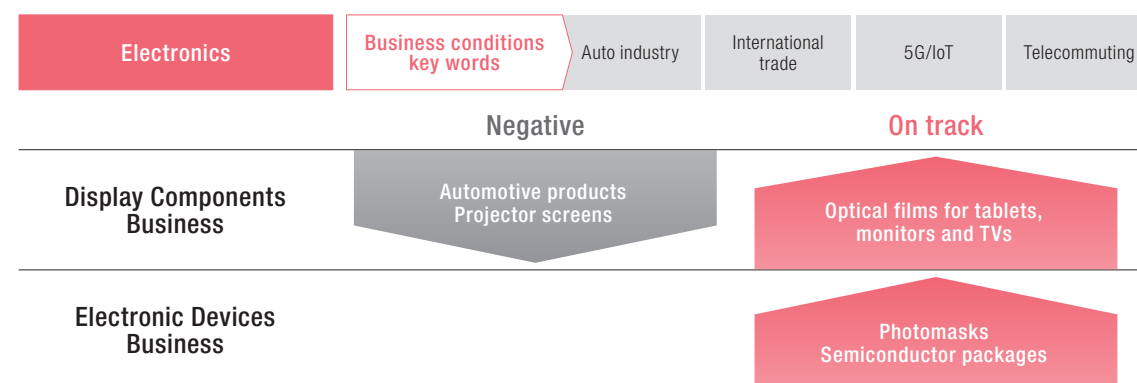 Electronics
Business conditions
key words
Auto industry
International
trade
5G/IoT
Telecommuting
Negative
On track
Display Components
Business
Automotive products
Projector screens
Optical films for tablets,
monitors and TVs
Electronic Devices
Business
Photomasks
Semiconductor packages